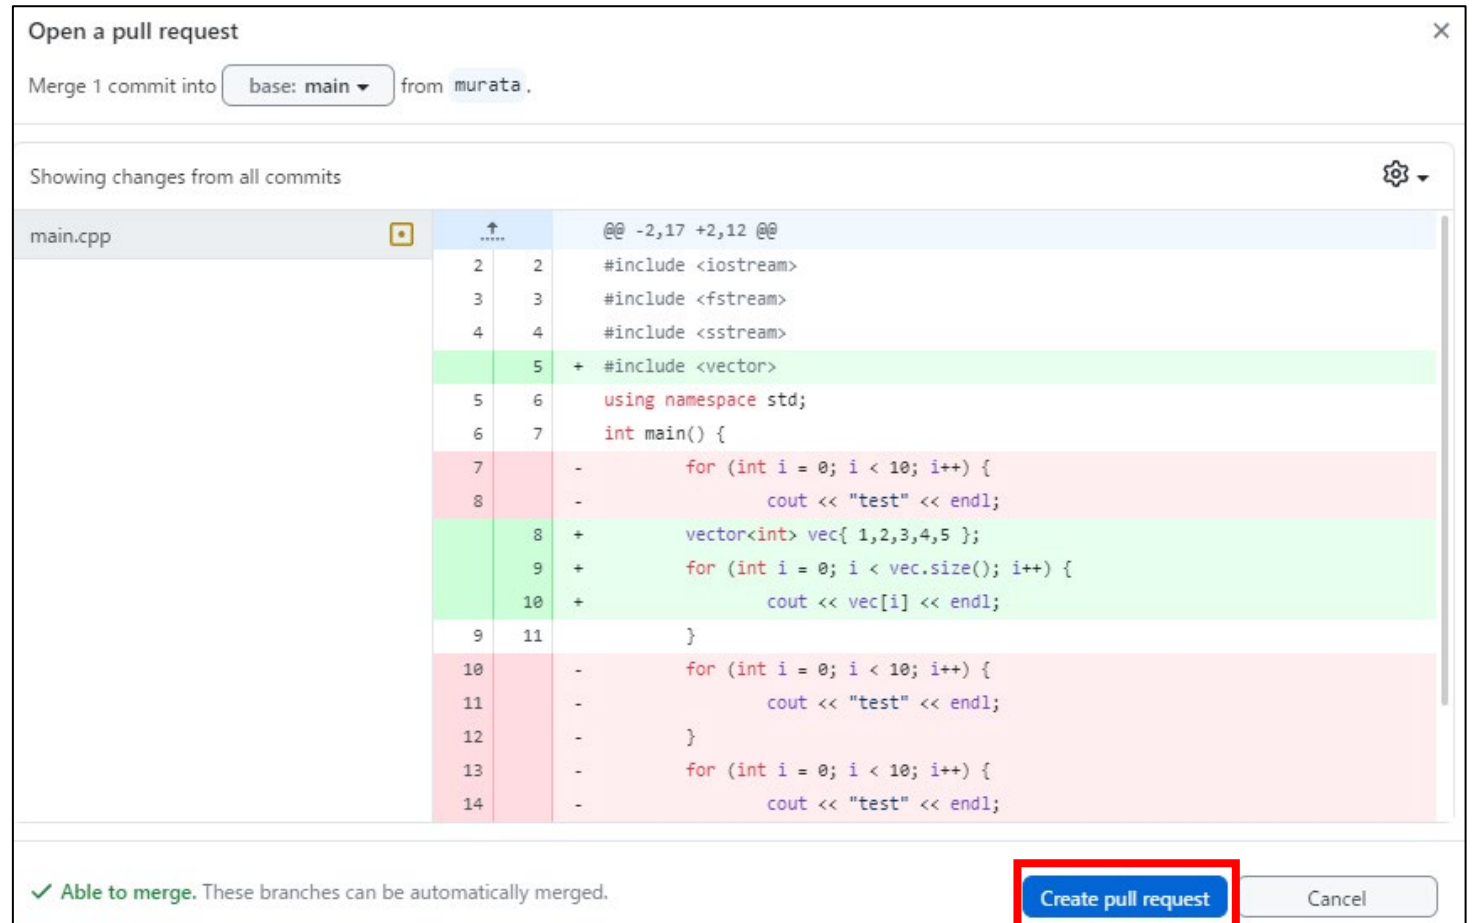 Open a pull request
Merge 1 commit into base: main from murata.
Showing changes from all commits
main.cpp
@@ -2,17 +2,12 @@
2 2 #include <iostream>
3 3 #include <fstream>
4 4 #include <sstream>
5 + #include <vector>
5 6 using namespace std;
6 7 int main() {
7 - for (int i = 0; i < 10; i++) {
8 - cout << "test" << endl;
8 + vector<int> vec{ 1,2,3,4,5 };
9 + for (int i = 0; i < vec.size(); i++) {
10 + cout << vec[i] << endl;
9 11 }
10 - for (int i = 0; i < 10; i++) {
11 - cout << "test" << endl;
12 - }
13 - for (int i = 0; i < 10; i++) {
14 - cout << "test" << endl;
Able to merge. These branches can be automatically merged.
Create pull request
Cancel